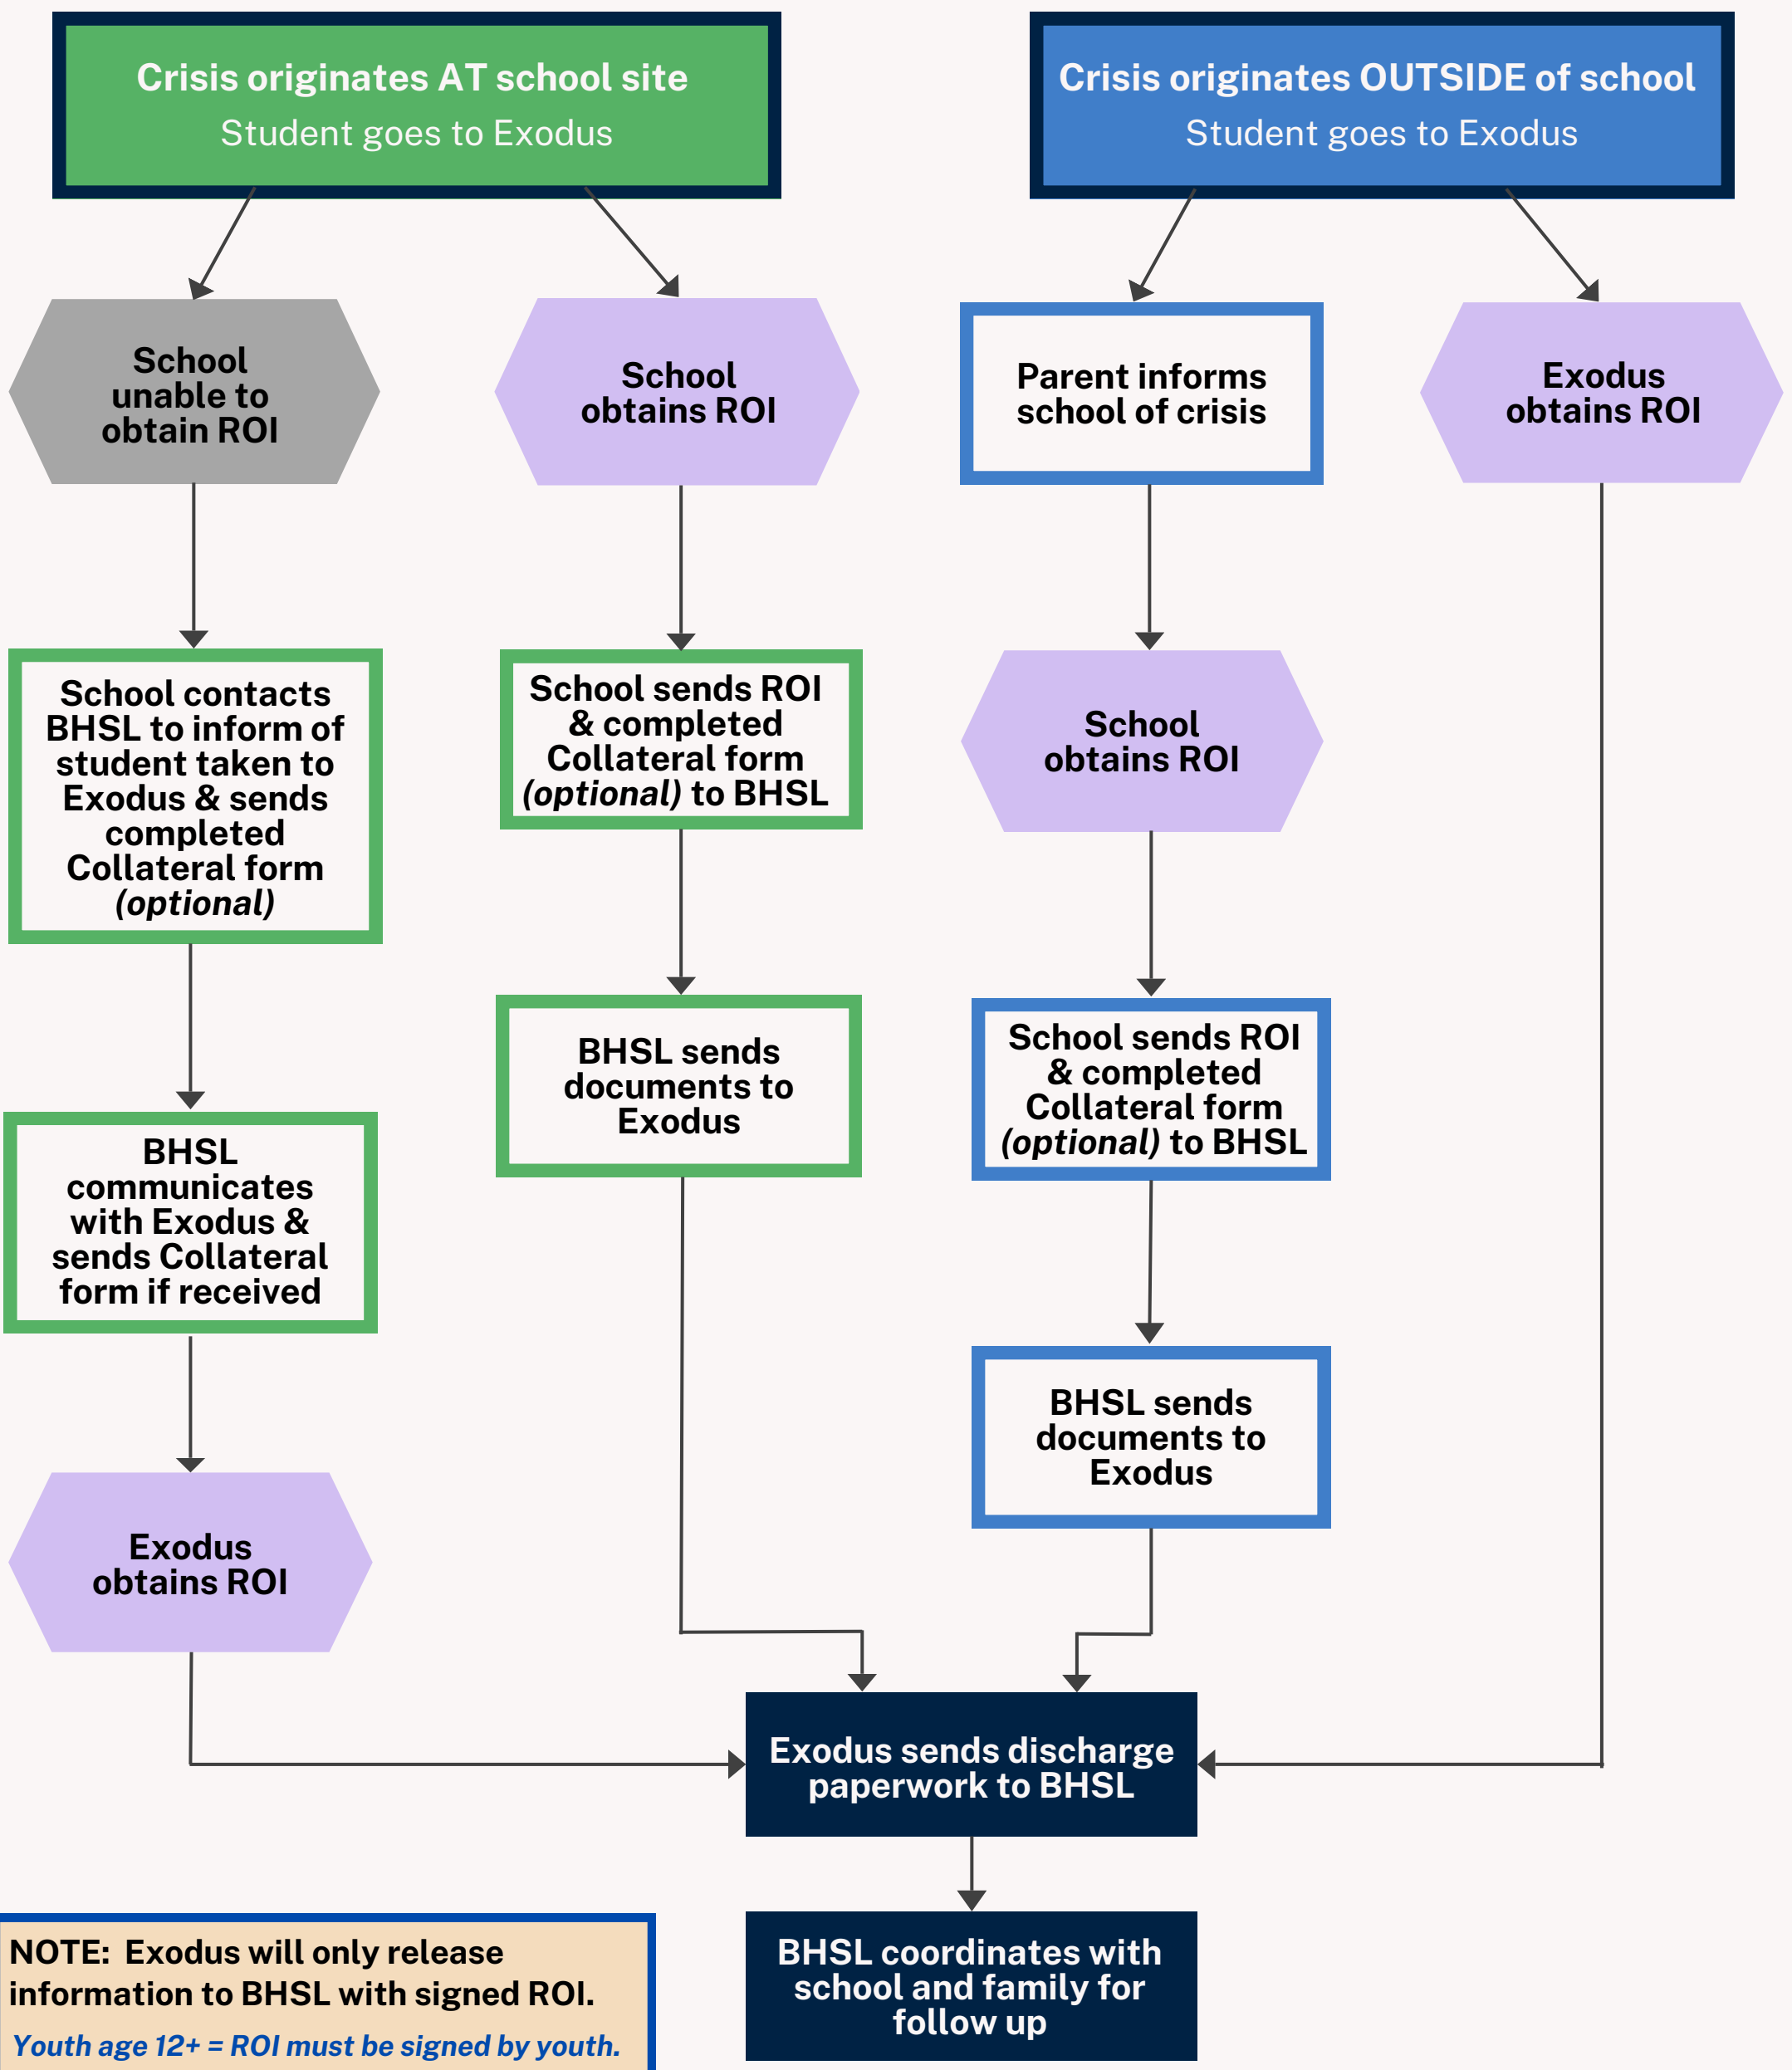 Crisis originates AT school site
Student goes to Exodus
Crisis originates OUTSIDE of school
Student goes to Exodus
School
unable to
obtain ROI
School
obtains ROI
Parent informs
school of crisis
Exodus
obtains ROI
School contacts
BHSL to inform of
student taken to
Exodus & sends
completed
Collateral form
(optional)
School sends ROI
& completed
Collateral form
(optional) to BHSL
School
obtains ROI
BHSL sends
documents to
Exodus
School sends ROI
& completed
Collateral form
(optional) to BHSL
BHSL
communicates
with Exodus &
sends Collateral
form if received
BHSL sends
documents to
Exodus
Exodus
obtains ROI
Exodus sends discharge
paperwork to BHSL
BHSL coordinates with
school and family for
follow up
NOTE: Exodus will only release
information to BHSL with signed ROI.
Youth age 12+ = ROI must be signed by youth.